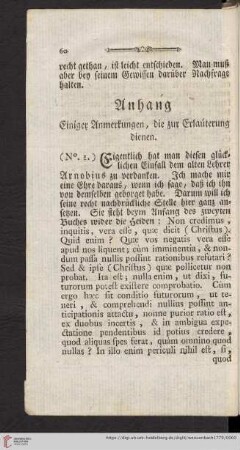 60
recht gethan, ist leicht entschieden. Man muß
aber bey seinem Gewissen darüber Nachfrage
halten.
Anhang
Einiger Anmerkungen, die zur Erläuterung
dienen.
(No. 1.) Eigentlich hat man diesen glück-
lichen Einfall dem alten Lehrer
Arnobius zu verdanken. Ich mache mir
eine Ehre daraus, wenn ich sage, daß ich ihn
von demselben geborget habe. Darum will ich
seine recht nachdrückliche Stelle hier ganz an-
setzen. Sie steht beym Anfang des zweyten
Buches wider die Heiden: Non credimus,
inquitis, vera esse, quæ dicit (Christus).
Quid enim? Quæ vos negatis vera esse
apud nos liquent; cum imminentia, & non-
dum passa nullis possint rationibus refutari?
Sed & ipse (Christus) quæ pollicetur non
probat. Ita est; nulla enim, ut dixi, fu-
turorum potest existere comprobatio. Cum
ergo hæc sit conditio futurorum, ut te-
neri, & comprehendi nullius possint an-
ticipationis attactu, nonne purior ratio est,
ex duobus incertis, & in ambigua expe-
ctatione pendentibus id potius credere,
quod aliquas spes ferat, quam omnino quod
nullas? In illo enim periculi nihil est, si,
quod